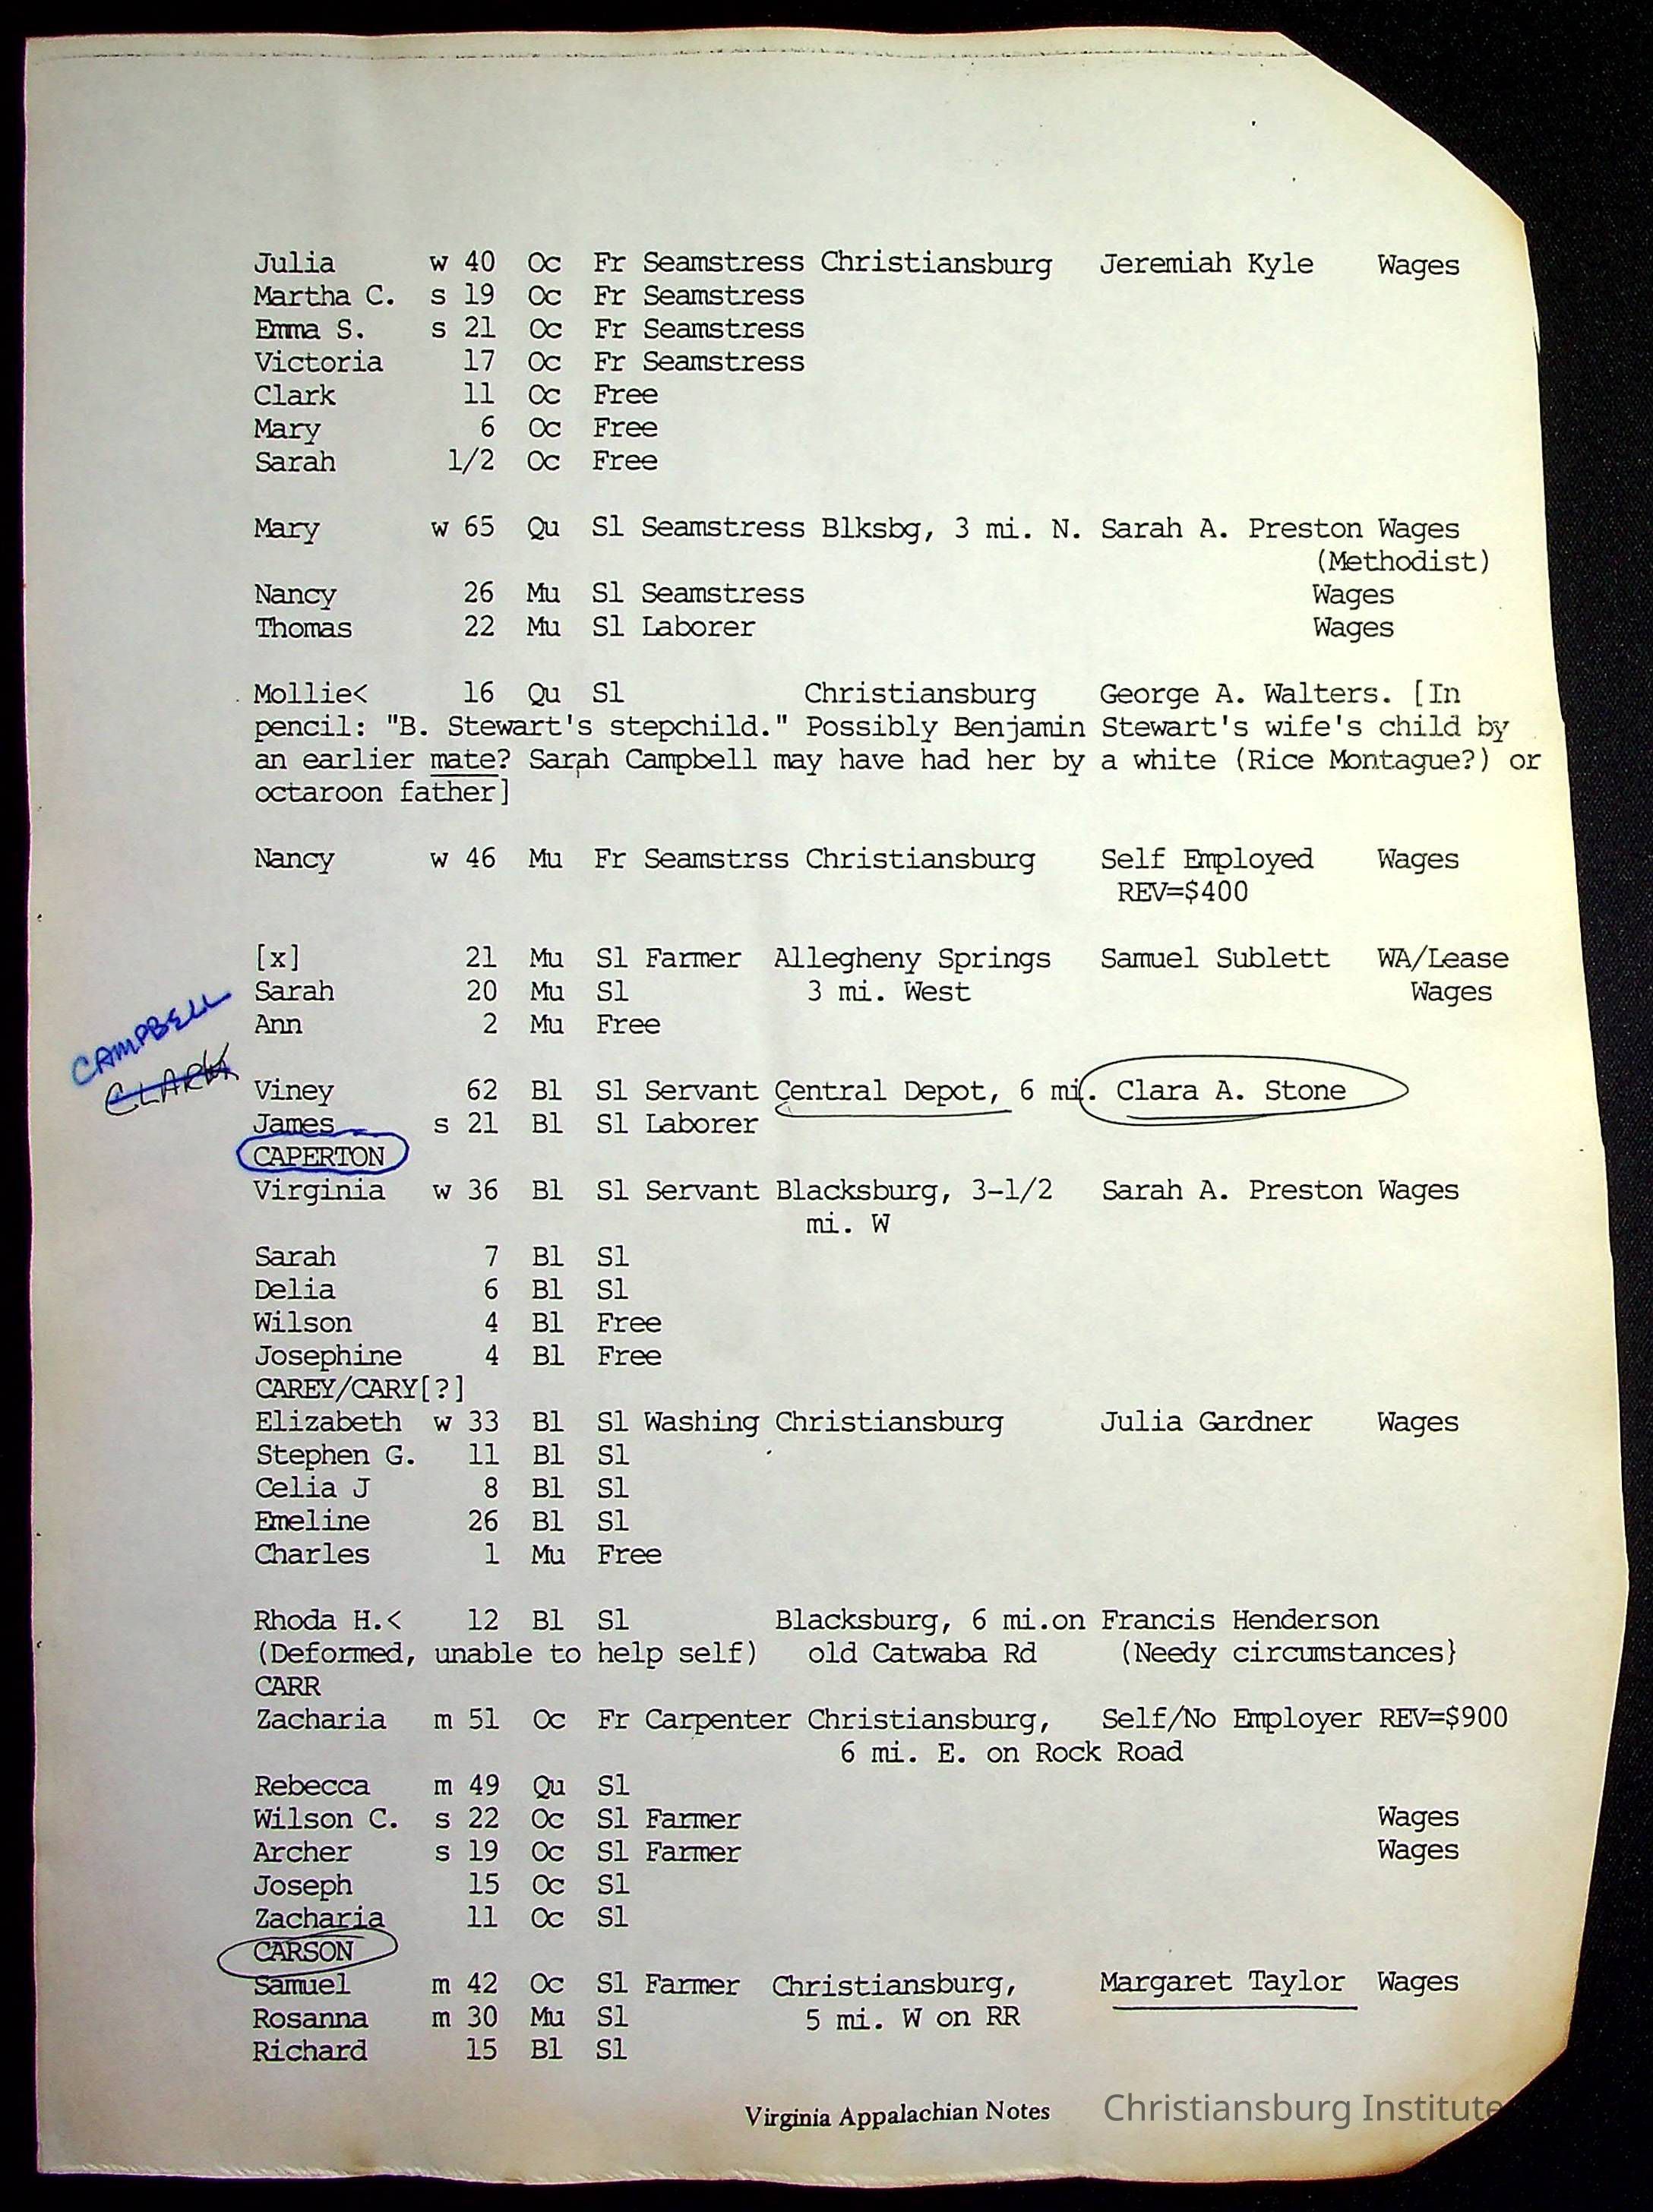 Julia w 40 Oc Fr Seamstress Christiansburg Jeremiah Kyle Wages
Martha C. s 19 Oc Fr Seamstress
Emma S. s 21 Oc Fr Seamstress
Victoria 17 Oc Fr Seamstress
Clark 11 Oc Free
Mary 6 Oc Free
Sarah 1/2 Oc Free
Mary w 65 Qu Sl Seamstress Blksbg, 3 mi. N. Sarah A. Preston Wages
(Methodist)
Nancy 26 Mu Sl Seamstress Wages
Thomas 22 Mu Sl Laborer Wages
Mollie< 16 Qu Sl Christiansburg George A. Walters. [In
pencil: "B. Stewart's stepchild." Possibly Benjamin Stewart's wife's child by
an earlier mate? Sarah Campbell may have had her by a white (Rice Montague?) or
octaroon father]
Nancy w 46 Mu Fr Seamstrss Christiansburg Self Employed Wages
REV=$400
[x] 21 Mu Sl Farmer Allegheny Springs Samuel Sublett WA/Lease
Sarah 20 Mu Sl 3 mi. West Wages
CAMPBELL
Ann 2 Mu Free
CLARK
Viney 62 Bl Sl Servant Central Depot, 6 mi. Clara A. Stone
James s 21 Bl Sl Laborer
CAPERTON
Virginia w 36 Bl Sl Servant Blacksburg, 3-1/2 Sarah A. Preston Wages
mi. W
Sarah 7 Bl Sl
Delia 6 Bl Sl
Wilson 4 Bl Free
Josephine 4 Bl Free
CAREY/CARY[?]
Elizabeth w 33 Bl Sl Washing Christiansburg Julia Gardner Wages
Stephen G. 11 Bl Sl
Celia J 8 Bl Sl
Emeline 26 Bl Sl
Charles 1 Mu Free
Rhoda H.< 12 Bl Sl Blacksburg, 6 mi.on Francis Henderson
(Deformed, unable to help self) old Catwaba Rd (Needy circumstances}
CARR
Zacharia m 51 Oc Fr Carpenter Christiansburg, Self/No Employer REV=$900
6 mi. E. on Rock Road
Rebecca m 49 Qu Sl
Wilson C. s 22 Oc Sl Farmer Wages
Archer s 19 Oc Sl Farmer Wages
Joseph 15 Oc Sl
Zacharia 11 Oc Sl
CARSON
Samuel m 42 Oc Sl Farmer Christiansburg, Margaret Taylor Wages
Rosanna m 30 Mu Sl 5 mi. W on RR
Richard 15 Bl Sl
Virginia Appalachian Notes
Christiansburg Institute